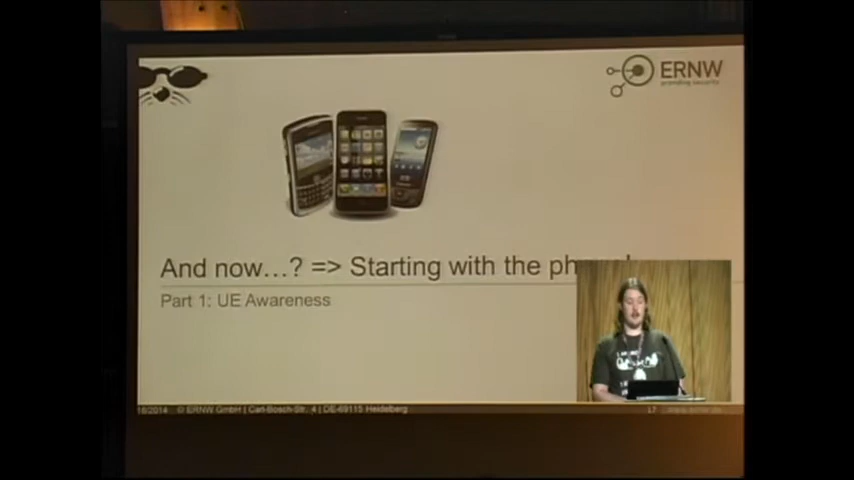 ERNW
providing security.
And now…? => Starting with the
Part 1: UE Awareness
© ERNW GmbH | Carl-Bosch-Str. 4 | DE-69115 Heidelberg
17